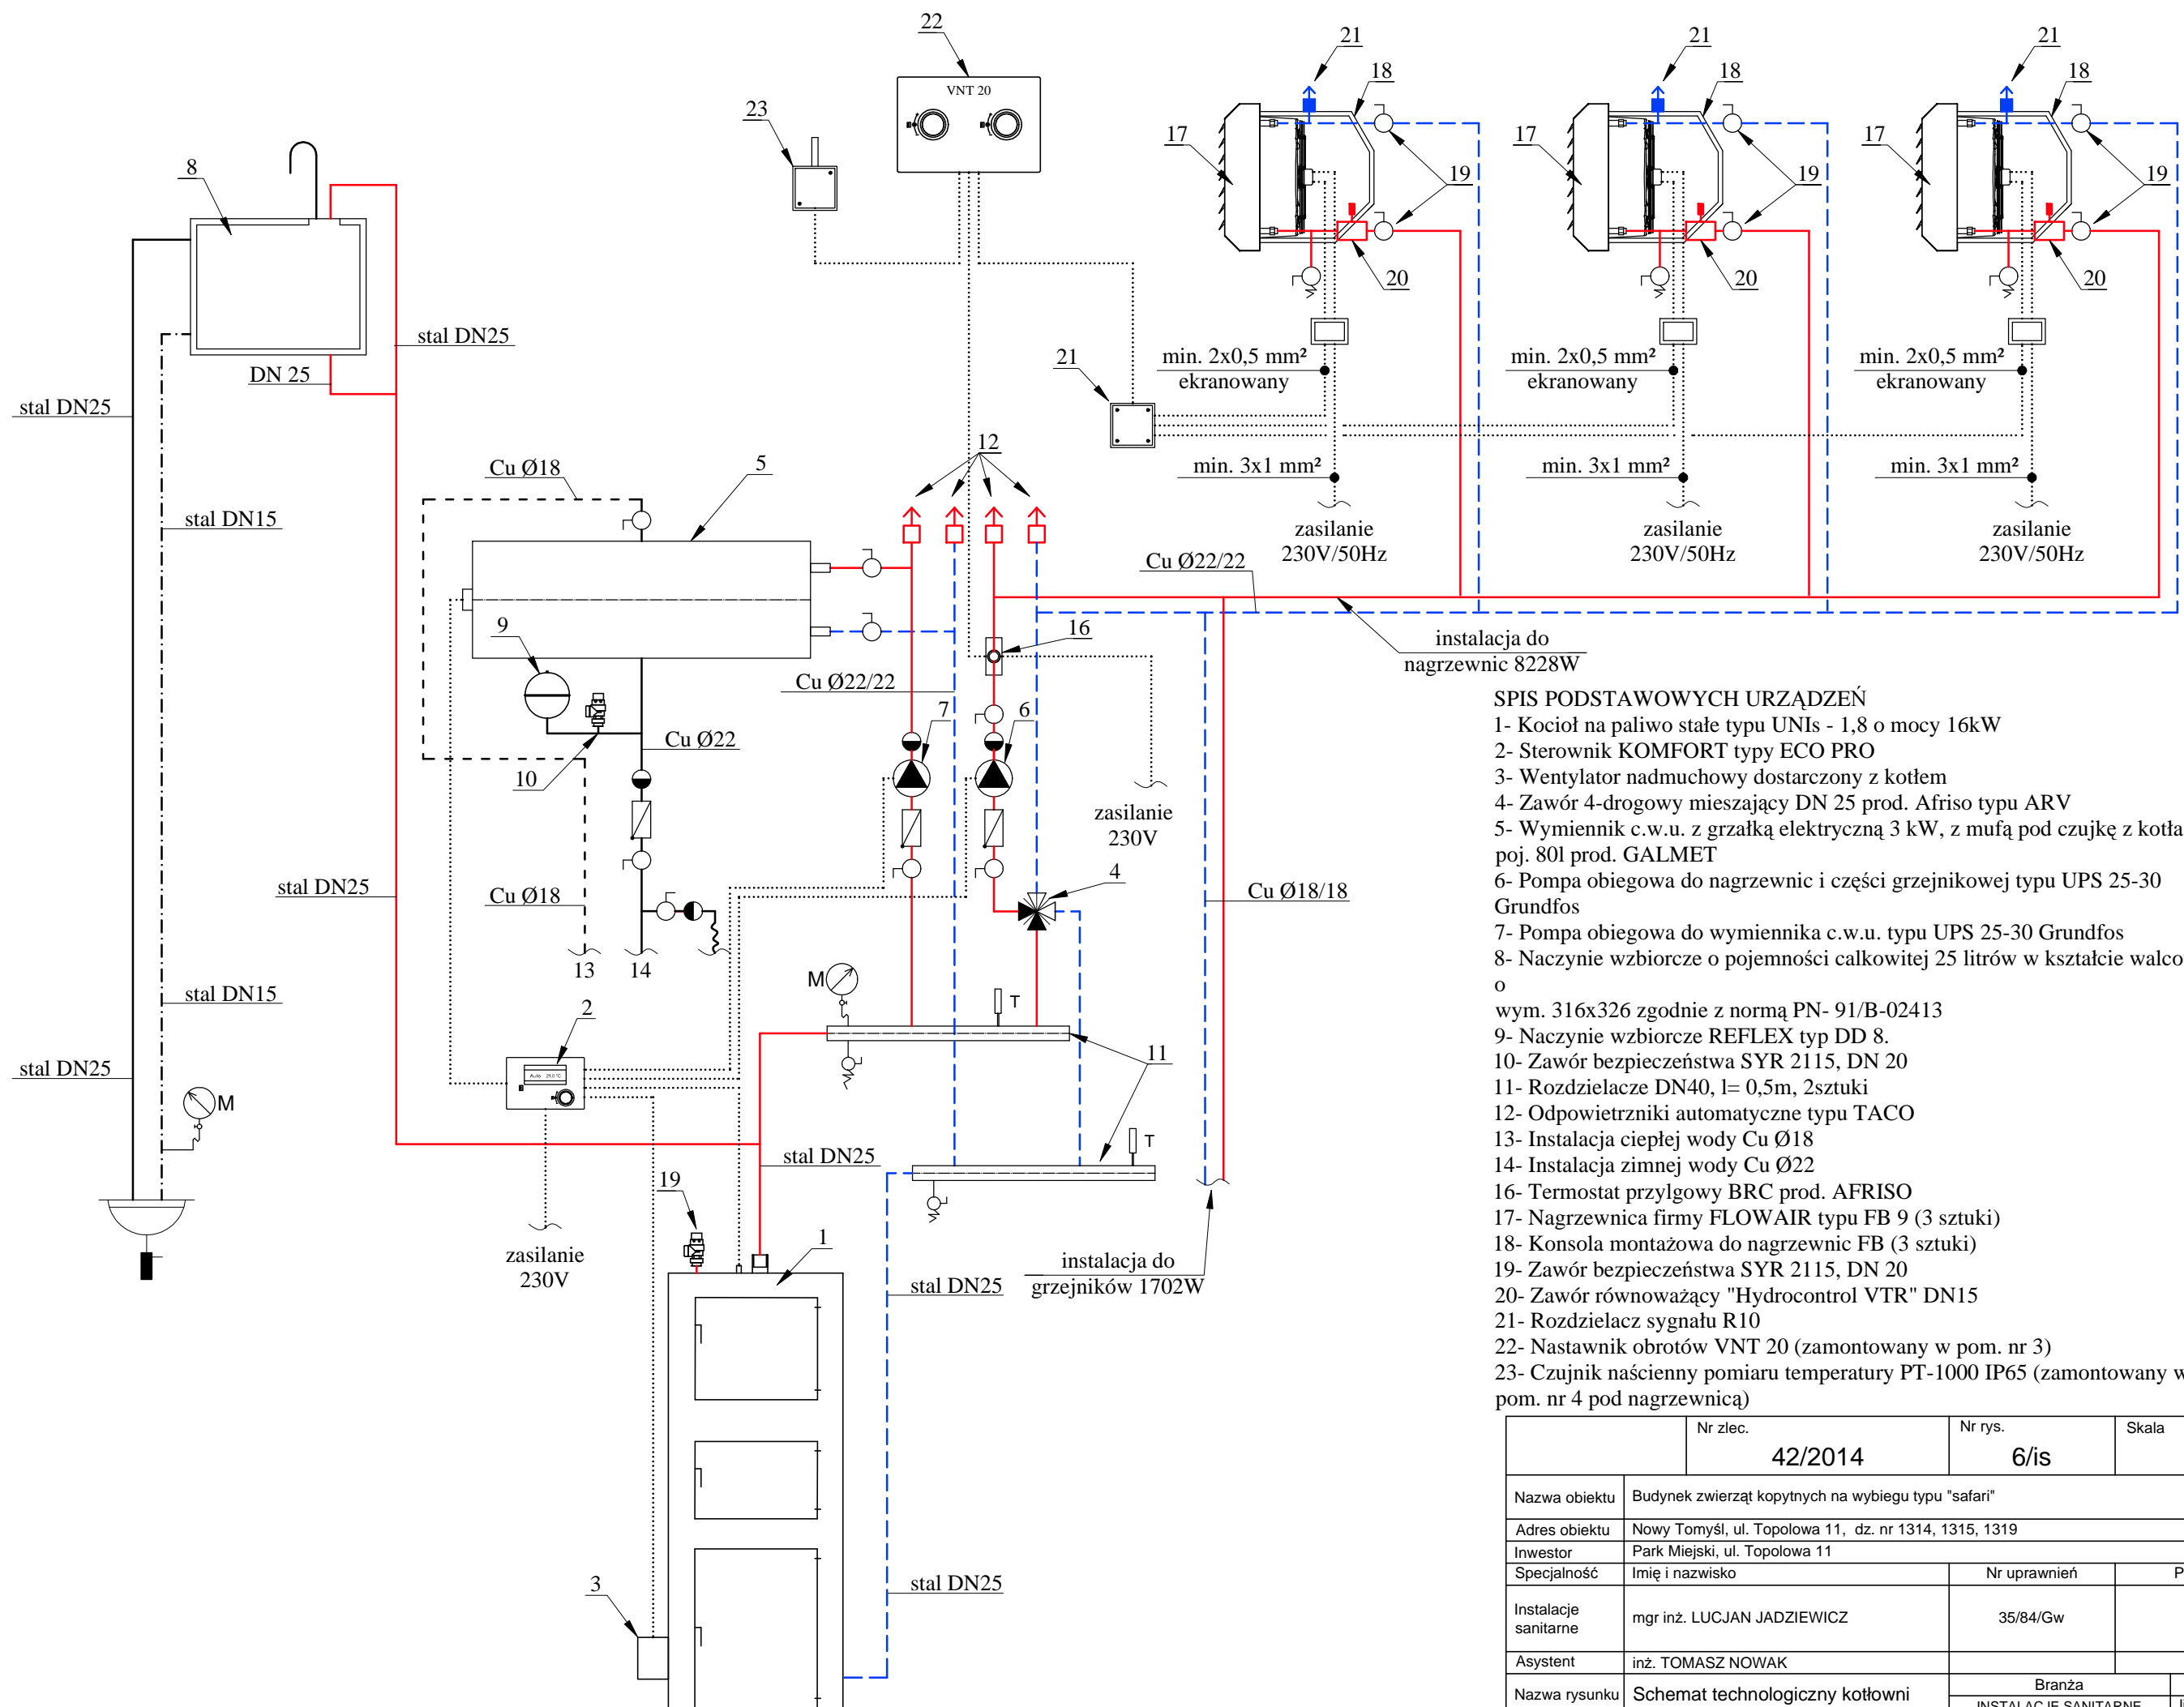 22
VNT 20
23
8
21
18
17
19
20
21
18
17
19
20
21
18
17
19
20
stal DN25
DN 25
stal DN25
21
min. 2x0,5 mm²
ekranowany
min. 2x0,5 mm²
ekranowany
min. 2x0,5 mm²
ekranowany
12
Cu Ø18
5
min. 3x1 mm²
min. 3x1 mm²
min. 3x1 mm²
stal DN15
zasilanie
230V/50Hz
zasilanie
230V/50Hz
zasilanie
230V/50Hz
Cu Ø22/22
9
16
instalacja do
nagrzewnic 8228W
Cu Ø22/22
7
6
Cu Ø22
10
zasilanie
230V
4
stal DN25
Cu Ø18
Cu Ø18/18
13
14
M
stal DN15
2
T
Auto
11
stal DN25
M
T
stal DN25
19
1
zasilanie
230V
instalacja do
grzejników 1702W
stal DN25
3
stal DN25
SPIS PODSTAWOWYCH URZĄDZEŃ
1- Kocioł na paliwo stałe typu UNIs - 1,8 o mocy 16kW
2- Sterownik KOMFORT typy ECO PRO
3- Wentylator nadmuchowy dostarczony z kotłem
4- Zawór 4-drogowy mieszający DN 25 prod. Afriso typu ARV
5- Wymiennik c.w.u. z grzałką elektryczną 3 kW, z mufą pod czujkę z kotła
poj. 80l prod. GALMET
6- Pompa obiegowa do nagrzewnic i części grzejnikowej typu UPS 25-30
Grundfos
7- Pompa obiegowa do wymiennika c.w.u. typu UPS 25-30 Grundfos
8- Naczynie wzbiorcze o pojemności calkowitej 25 litrów w kształcie walco
o
wym. 316x326 zgodnie z normą PN- 91/B-02413
9- Naczynie wzbiorcze REFLEX typ DD 8.
10- Zawór bezpieczeństwa SYR 2115, DN 20
11- Rozdzielacze DN40, l= 0,5m, 2sztuki
12- Odpowietrzniki automatyczne typu TACO
13- Instalacja ciepłej wody Cu Ø18
14- Instalacja zimnej wody Cu Ø22
16- Termostat przylgowy BRC prod. AFRISO
17- Nagrzewnica firmy FLOWAIR typu FB 9 (3 sztuki)
18- Konsola montażowa do nagrzewnic FB (3 sztuki)
19- Zawór bezpieczeństwa SYR 2115, DN 20
20- Zawór równoważący "Hydrocontrol VTR" DN15
21- Rozdzielacz sygnału R10
22- Nastawnik obrotów VNT 20 (zamontowany w pom. nr 3)
23- Czujnik naścienny pomiaru temperatury PT-1000 IP65 (zamontowany w
pom. nr 4 pod nagrzewnicą)
Nr zlec. Nr rys. Skala
42/2014 6/is
Nazwa obiektu Budynek zwierząt kopytnych na wybiegu typu "safari"
Adres obiektu Nowy Tomyśl, ul. Topolowa 11, dz. nr 1314, 1315, 1319
Inwestor Park Miejski, ul. Topolowa 11
Specjalność Imię i nazwisko Nr uprawnień P
Instalacje
sanitarne mgr inż. LUCJAN JADZIEWICZ 35/84/Gw
Asystent inż. TOMASZ NOWAK
Nazwa rysunku Schemat technologiczny kotłowni Branża
INSTALACJE SANITARNE